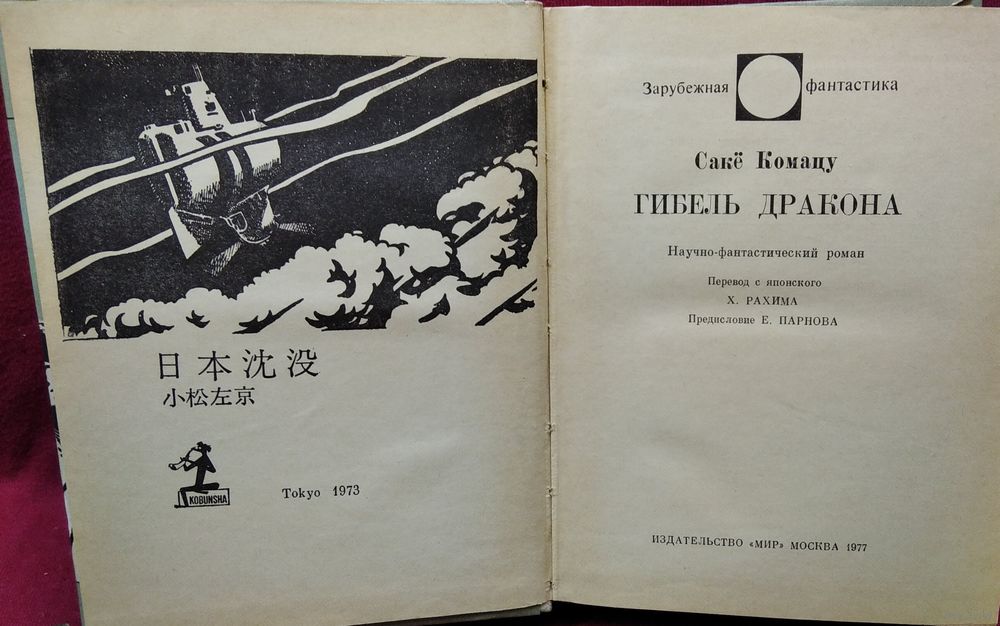 日本沈没
小松左京
KOBUNSHA
Tokyo 1973
Зарубежная фантастика
Сакё Комацу
ГИБЕЛЬ ДРАКОНА
Научно-фантастический роман
Перевод с японского
Х. РАХИМА
Предисловие Е. ПАРНОВА
ИЗДАТЕЛЬСТВО «МИР» МОСКВА 1977